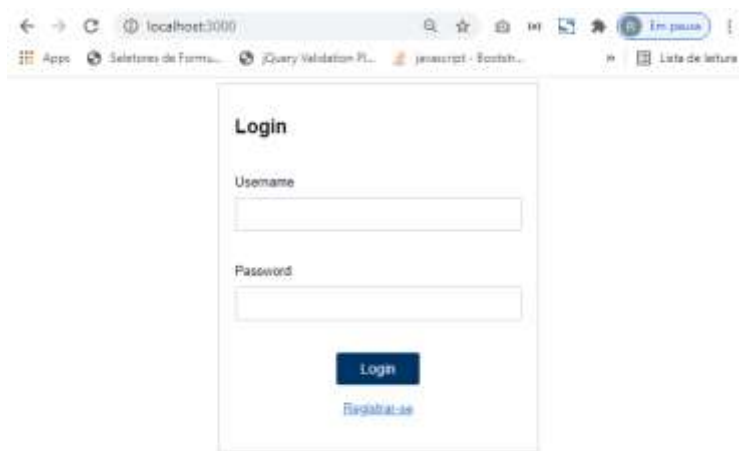 localhost:3000
Em pausa
Apps Seletores de Formu... jQuery Validation Pl... javascript - Bootstr... » Lista de leitura
Login
Username
Password
Login
Registrar-se